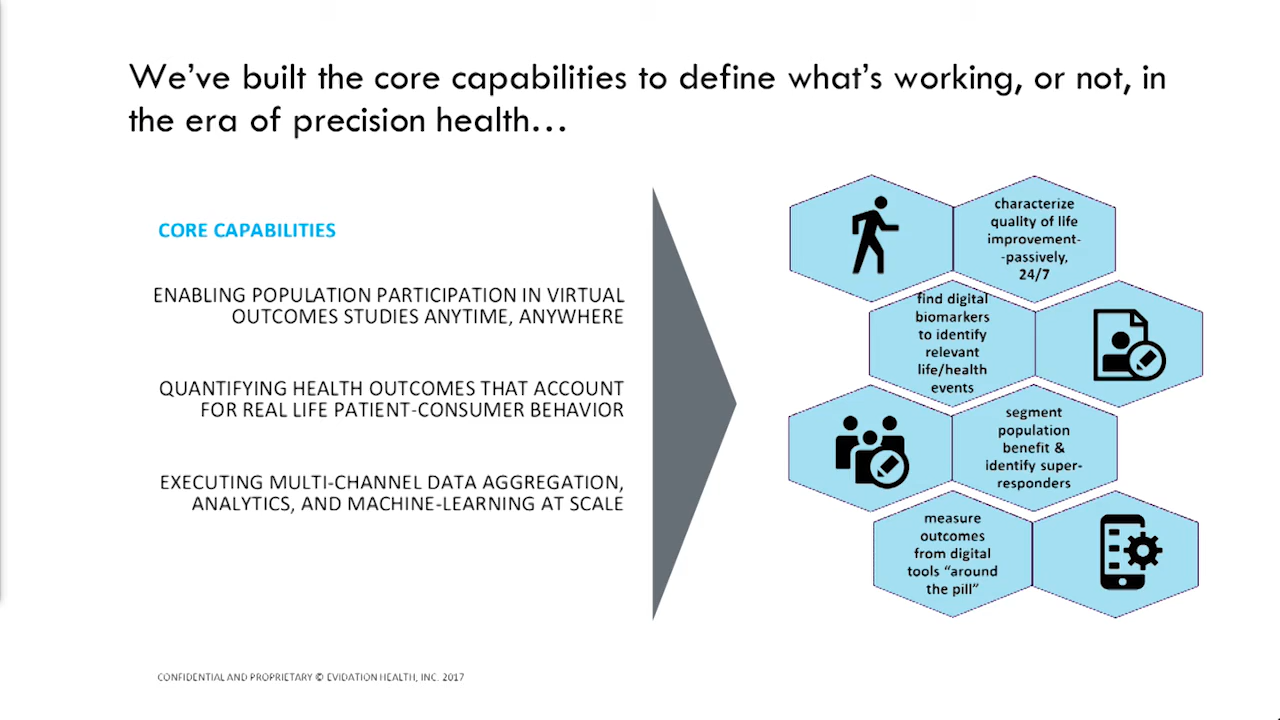 We've built the core capabilities to define what's working, or not, in
the era of precision health...
CORE CAPABILITIES
ENABLING POPULATION PARTICIPATION IN VIRTUAL
OUTCOMES STUDIES ANYTIME, ANYWHERE
QUANTIFYING HEALTH OUTCOMES THAT ACCOUNT
FOR REAL LIFE PATIENT-CONSUMER BEHAVIOR
EXECUTING MULTI-CHANNEL DATA AGGREGATION,
ANALYTICS, AND MACHINE-LEARNING AT SCALE
characterize
quality of life
improvement-
-passively,
24/7
find digital
biomarkers
to identify
relevant
life/health
events
segment
population
benefit &
identify super-
responders
measure
outcomes
from digital
tools “around
the pill”
CONFIDENTIAL AND PROPRIETARY © EVIDATION HEALTH, INC. 2017